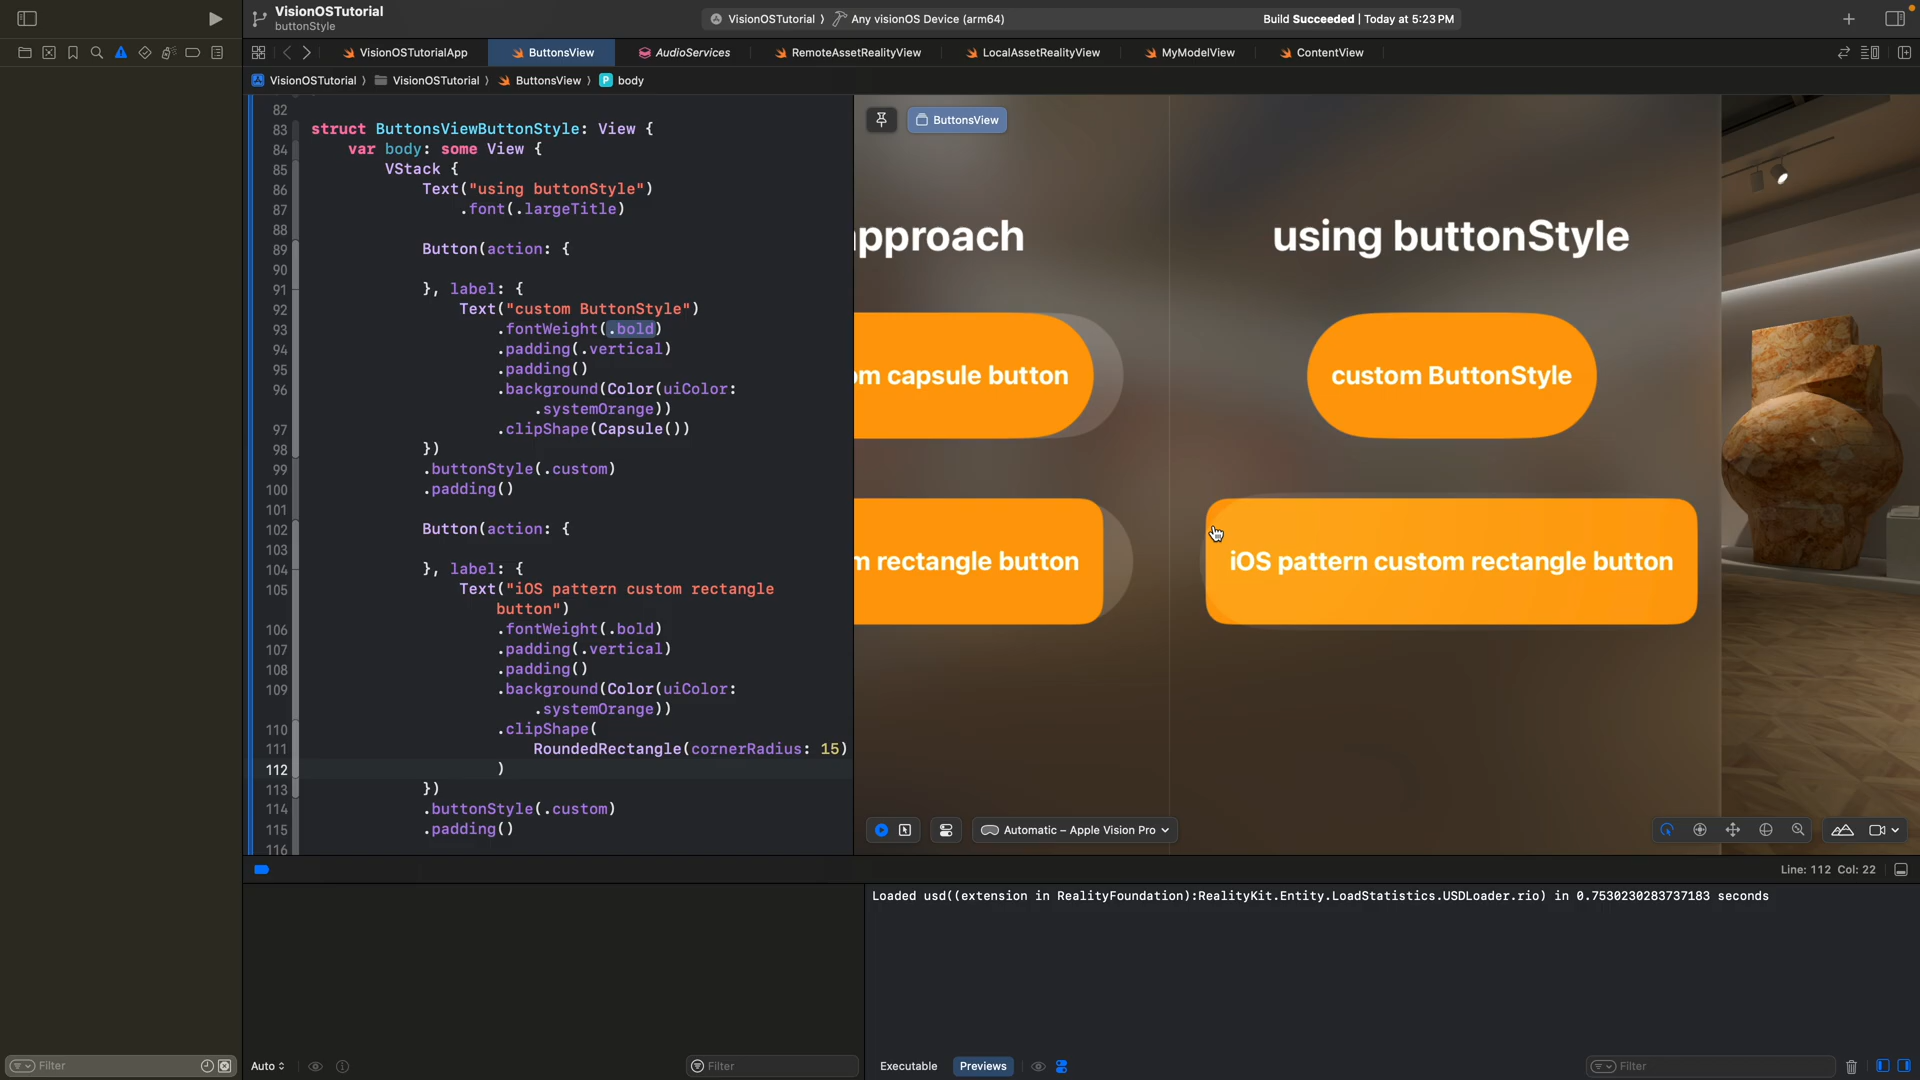 VisionOSTutorial
buttonStyle
VisionOSTutorial 〉 Any visionOS Device (arm64)
Build Succeeded | Today at 5:23 PM
VisionOSTutorialApp
ButtonsView
AudioServices
RemoteAssetRealityView
LocalAssetRealityView
MyModelView
ContentView
VisionOSTutorial 〉 VisionOSTutorial 〉 ButtonsView 〉 P body
82
83 struct ButtonsViewButtonStyle: View {
84 var body: some View {
85 VStack {
86 Text("using buttonStyle")
87 .font(.largeTitle)
88
89 Button(action: {
90
91 }, label: {
92 Text("custom ButtonStyle")
93 .fontWeight(.bold)
94 .padding(.vertical)
95 .padding()
96 .background(Color(uiColor:
.systemOrange))
97 .clipShape(Capsule())
98 })
99 .buttonStyle(.custom)
100 .padding()
101
102 Button(action: {
103
104 }, label: {
105 Text("iOS pattern custom rectangle
button")
106 .fontWeight(.bold)
107 .padding(.vertical)
108 .padding()
109 .background(Color(uiColor:
.systemOrange))
110 .clipShape(
111 RoundedRectangle(cornerRadius: 15)
112 )
113 })
114 .buttonStyle(.custom)
115 .padding()
116
ButtonsView
approach
using buttonStyle
om capsule button
custom ButtonStyle
m rectangle button
iOS pattern custom rectangle button
Automatic – Apple Vision Pro
Line: 112 Col: 22
Loaded usd((extension in RealityFoundation):RealityKit.Entity.LoadStatistics.USDLoader.rio) in 0.7530230283737183 seconds
Filter
Auto
Filter
Executable
Previews
Filter